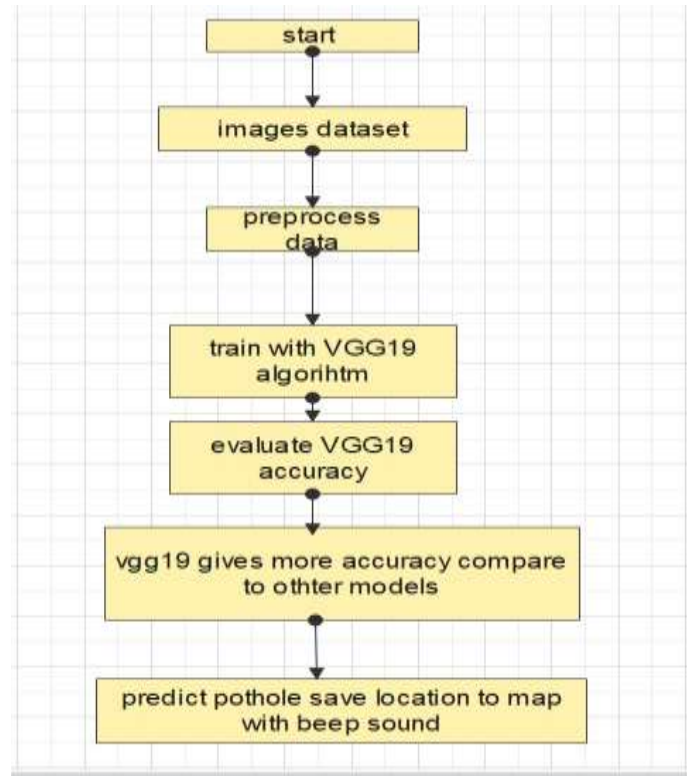 start
images dataset
preprocess
data
train with VGG19
algorihtm
evaluate VGG19
accuracy
vgg19 gives more accuracy compare
to othter models
predict pothole save location to map
with beep sound